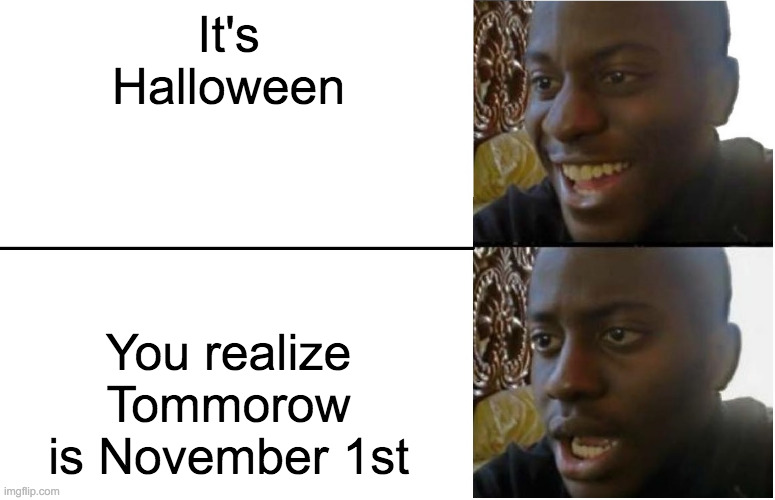 It's
Halloween
You realize
Tommorow
is November 1st
imgflip.com